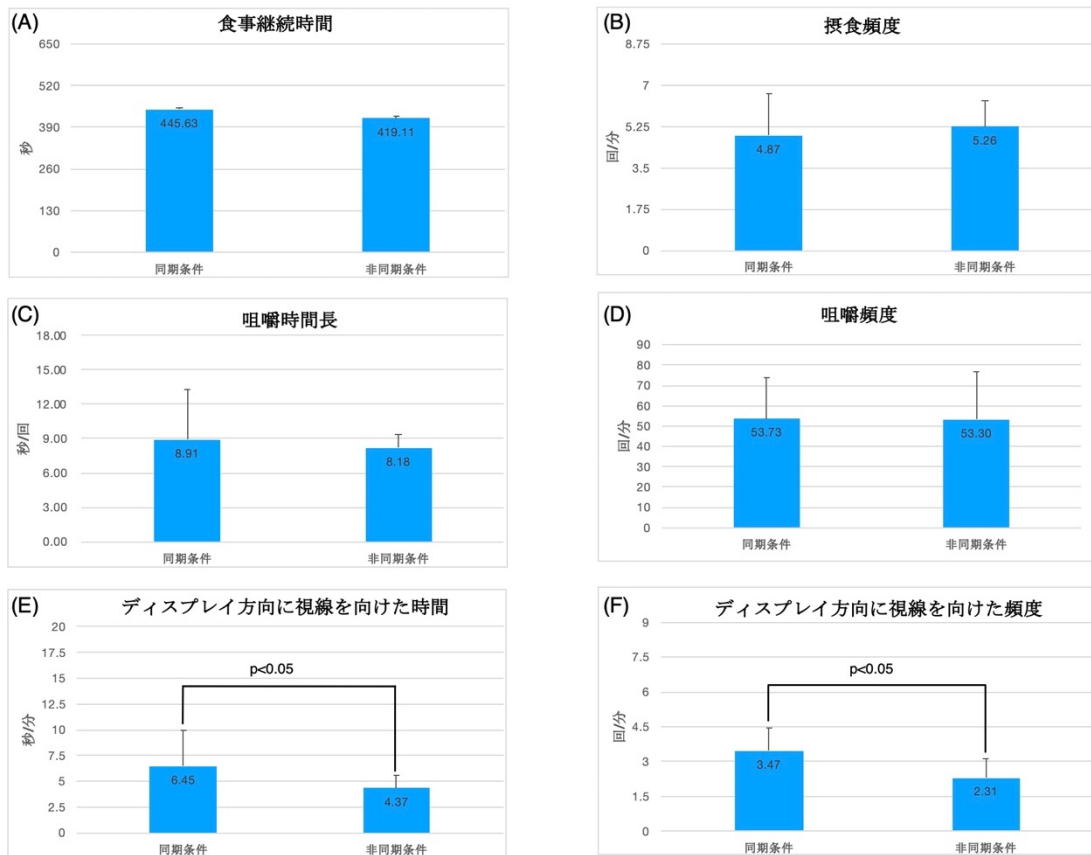 (A) 食事継続時間
650
520
390
260
130
0
秒
445.63
419.11
同期条件
非同期条件
(B) 摂食頻度
8.75
7
5.25
3.5
1.75
0
回/分
4.87
5.26
同期条件
非同期条件
(C) 咀嚼時間長
18.00
15.00
12.00
9.00
6.00
3.00
0.00
秒/回
8.91
8.18
同期条件
非同期条件
(D) 咀嚼頻度
90
80
70
60
50
40
30
20
10
0
回/分
53.73
53.30
同期条件
非同期条件
(E) ディスプレイ方向に視線を向けた時間
20
17.5
15
12.5
10
7.5
5
2.5
0
秒/分
p<0.05
6.45
4.37
同期条件
非同期条件
(F) ディスプレイ方向に視線を向けた頻度
9
7.5
6
4.5
3
1.5
0
回/分
p<0.05
3.47
2.31
同期条件
非同期条件